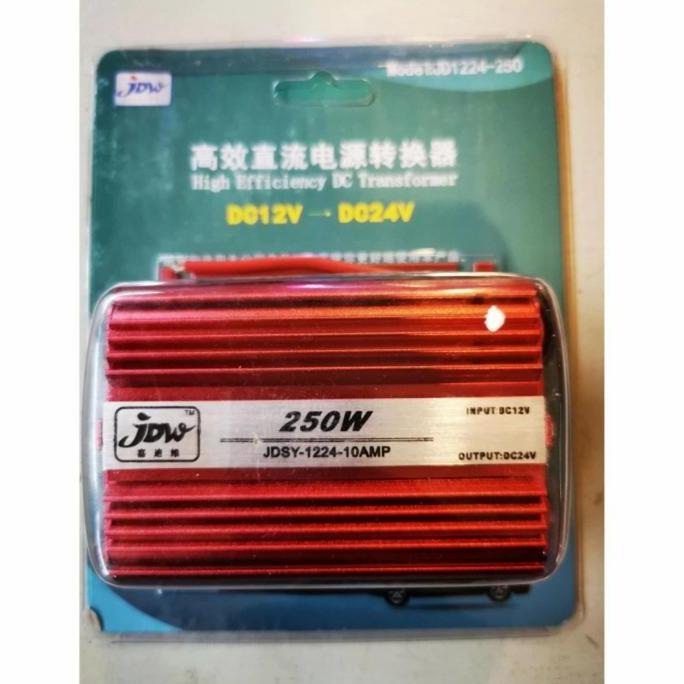 JDW
Model:JD1224-250
高效直流电源转换器
High Efficiency DC Transformer
DC12V → DC24V
JDW TM
嘉迪维
250W
JDSY-1224-10AMP
INPUT:DC12V
OUTPUT:DC24V